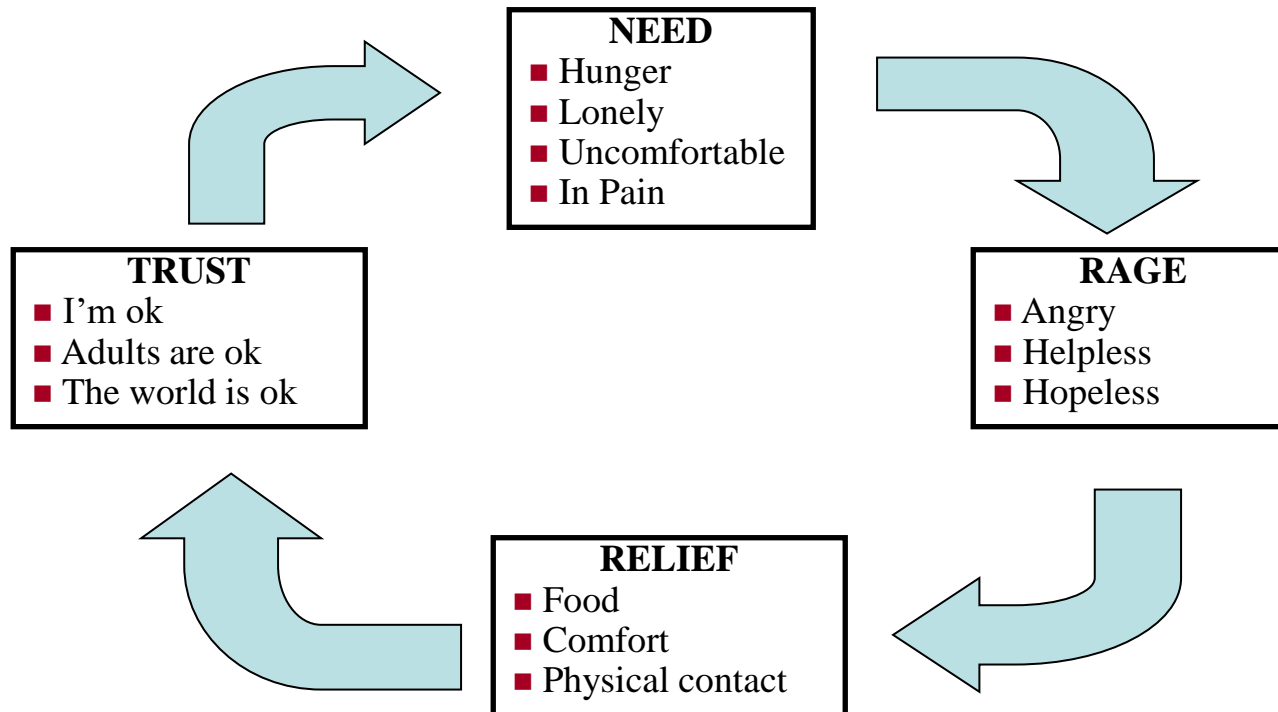 NEED
Hunger
Lonely
Uncomfortable
In Pain
RAGE
Angry
Helpless
Hopeless
RELIEF
Food
Comfort
Physical contact
TRUST
I’m ok
Adults are ok
The world is ok